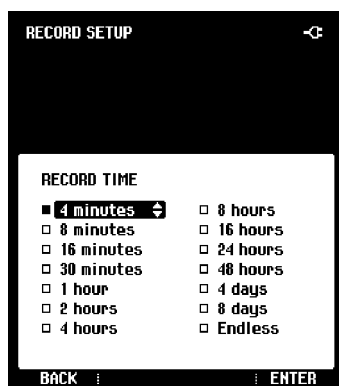 RECORD SETUP
RECORD TIME
4 minutes
8 minutes
16 minutes
30 minutes
1 hour
2 hours
4 hours
8 hours
16 hours
24 hours
48 hours
4 days
8 days
Endless
BACK
ENTER